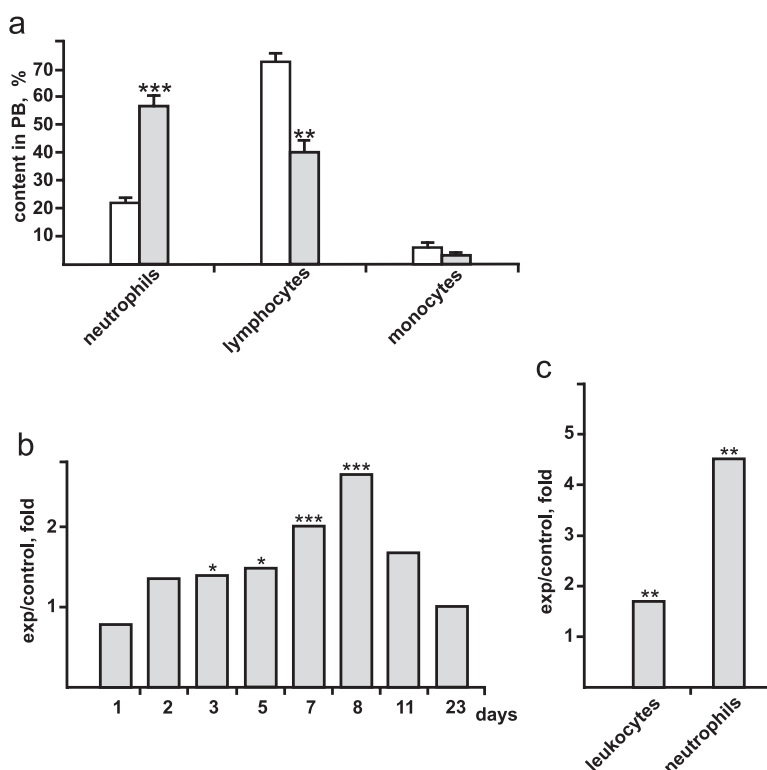 a
content in PB, %
70
60
50
40
30
20
10
***
**
neutrophils
lymphocytes
monocytes
b
exp/control, fold
2
1
*
*
***
***
1 2 3 5 7 8 11 23 days
c
exp/control, fold
5
4
3
2
1
**
**
leukocytes
neutrophils